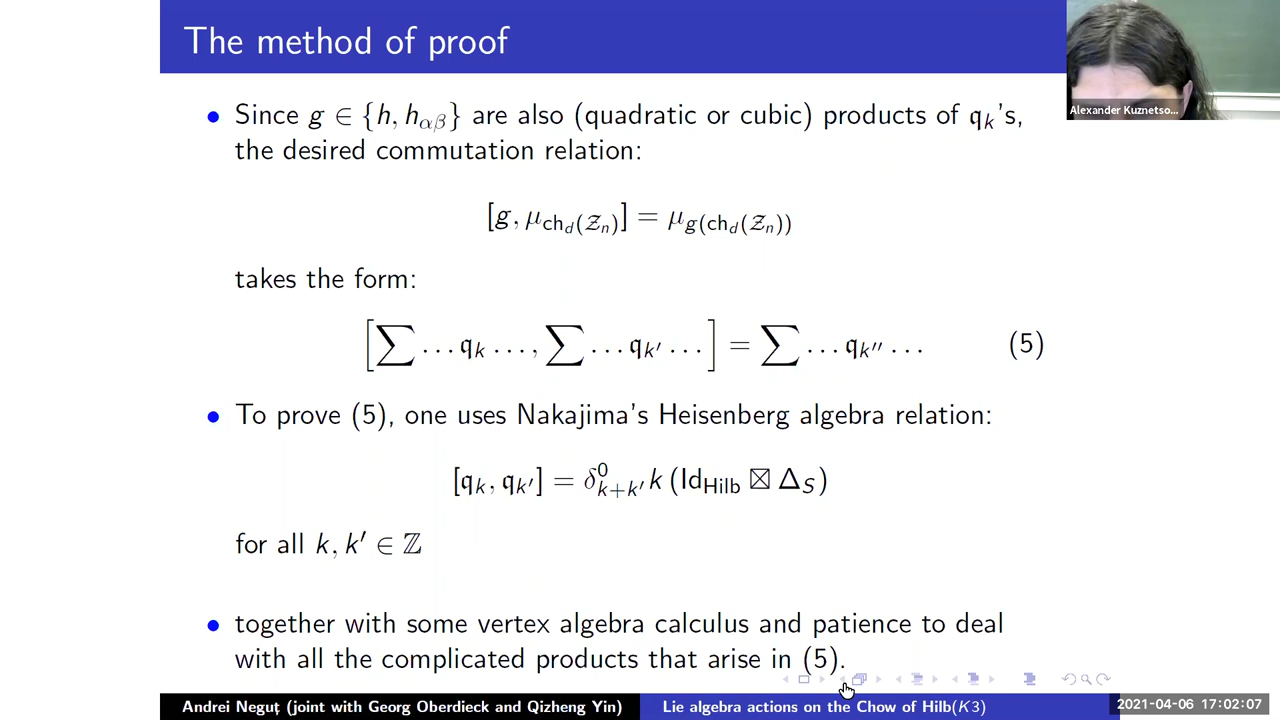 The method of proof
Alexander Kuznetso...
• Since g ∈ {h, h_{αβ}} are also (quadratic or cubic) products of 𝔮_k's,
the desired commutation relation:
[g, μ_{ch_d(𝒵_n)}] = μ_{g(ch_d(𝒵_n))}
takes the form:
[∑ ... 𝔮_k ..., ∑ ... 𝔮_{k'} ...] = ∑ ... 𝔮_{k''} ... (5)
• To prove (5), one uses Nakajima's Heisenberg algebra relation:
[𝔮_k, 𝔮_{k'}] = δ^0_{k+k'} k (Id_{Hilb} ⊠ Δ_S)
for all k, k' ∈ ℤ
• together with some vertex algebra calculus and patience to deal
with all the complicated products that arise in (5).
Andrei Neguț (joint with Georg Oberdieck and Qizheng Yin) Lie algebra actions on the Chow of Hilb(K3) 2021-04-06 17:02:07